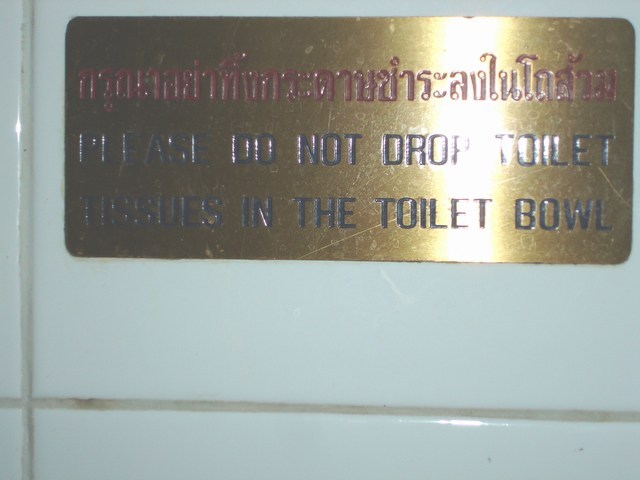 กรุณาอย่าทิ้งกระดาษชำระลงในโถส้วม
PLEASE DO NOT DROP TOILET
TISSUES IN THE TOILET BOWL